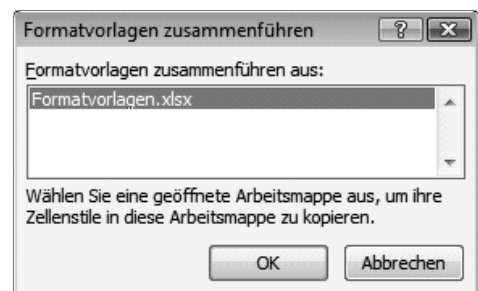 Formatvorlagen zusammenführen
Formatvorlagen zusammenführen aus:
Formatvorlagen.xlsx
Wählen Sie eine geöffnete Arbeitsmappe aus, um ihre
Zellenstile in diese Arbeitsmappe zu kopieren.
OK Abbrechen